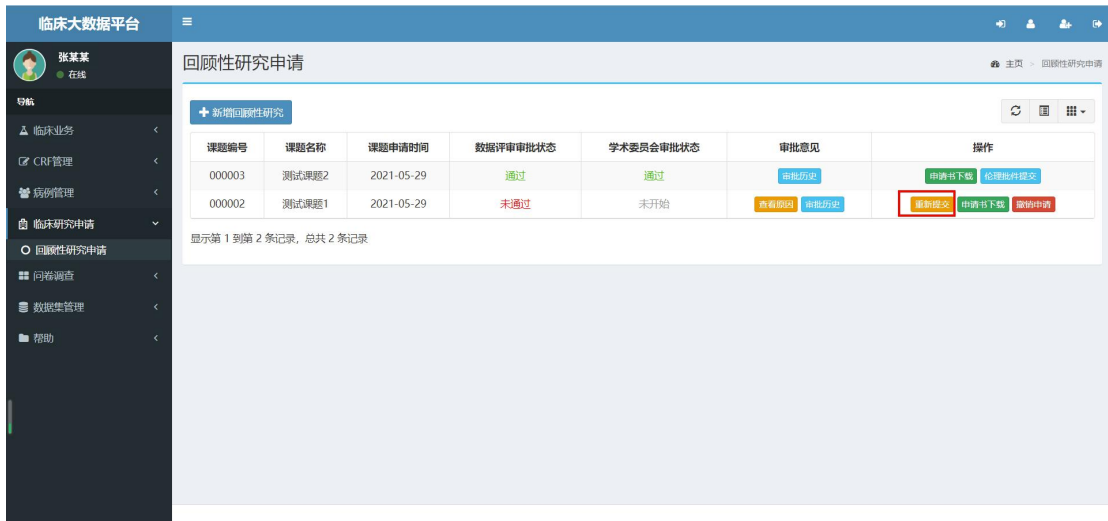 临床大数据平台
张某某
在线
导航
临床业务
CRF管理
病例管理
临床研究申请
回顾性研究申请
问卷调查
数据集管理
帮助
回顾性研究申请
主页 > 回顾性研究申请
新增回顾性研究
课题编号 课题名称 课题申请时间 数据评审审批状态 学术委员会审批状态 审批意见 操作
000003 测试课题2 2021-05-29 通过 通过 审批历史 申请书下载 伦理批件提交
000002 测试课题1 2021-05-29 未通过 未开始 查看原因 审批历史 重新提交 申请书下载 撤销申请
显示第 1 到第 2 条记录，总共 2 条记录